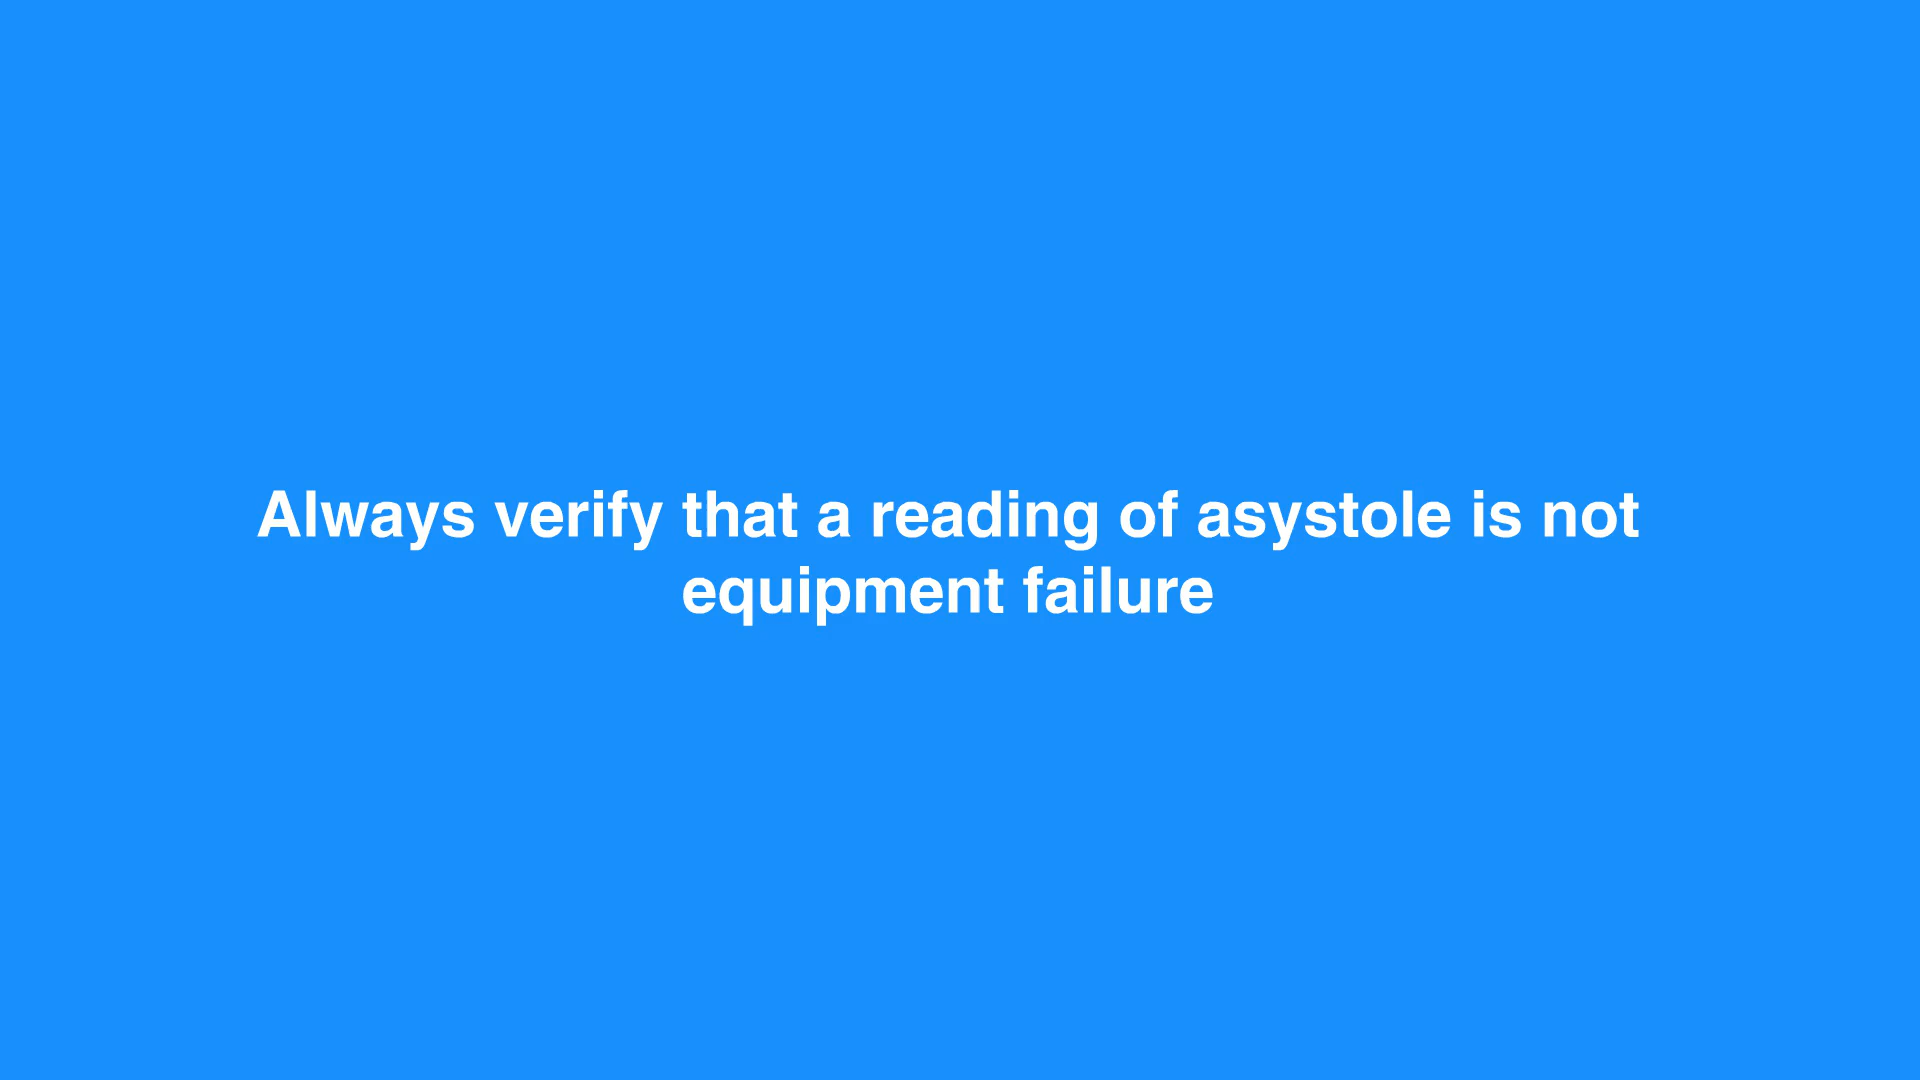 Always verify that a reading of asystole is not
equipment failure